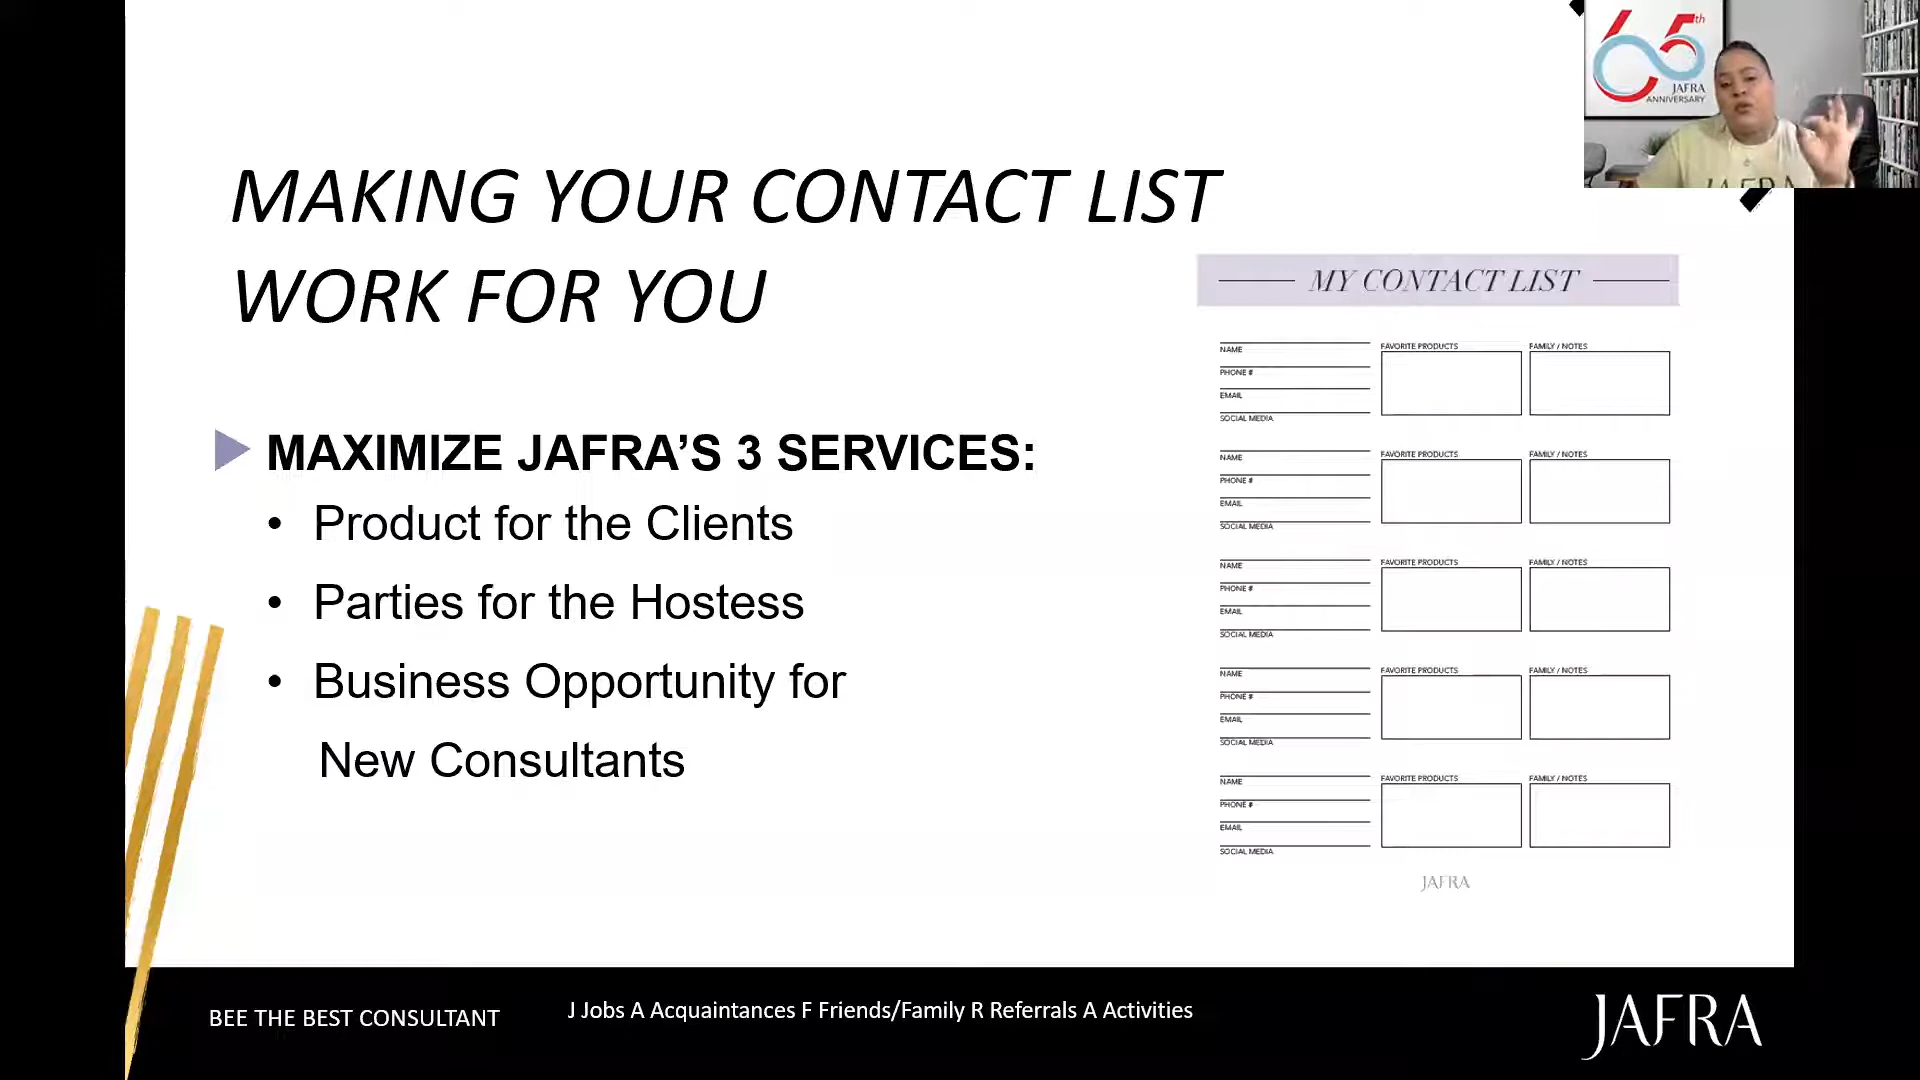 65th
JAFRA
ANNIVERSARY
JAFRA
MAKING YOUR CONTACT LIST
WORK FOR YOU
MAXIMIZE JAFRA’S 3 SERVICES:
• Product for the Clients
• Parties for the Hostess
• Business Opportunity for
New Consultants
MY CONTACT LIST
NAME
PHONE #
EMAIL
SOCIAL MEDIA
FAVORITE PRODUCTS
FAMILY / NOTES
NAME
PHONE #
EMAIL
SOCIAL MEDIA
FAVORITE PRODUCTS
FAMILY / NOTES
NAME
PHONE #
EMAIL
SOCIAL MEDIA
FAVORITE PRODUCTS
FAMILY / NOTES
NAME
PHONE #
EMAIL
SOCIAL MEDIA
FAVORITE PRODUCTS
FAMILY / NOTES
NAME
PHONE #
EMAIL
SOCIAL MEDIA
FAVORITE PRODUCTS
FAMILY / NOTES
JAFRA
BEE THE BEST CONSULTANT
J Jobs A Acquaintances F Friends/Family R Referrals A Activities
JAFRA